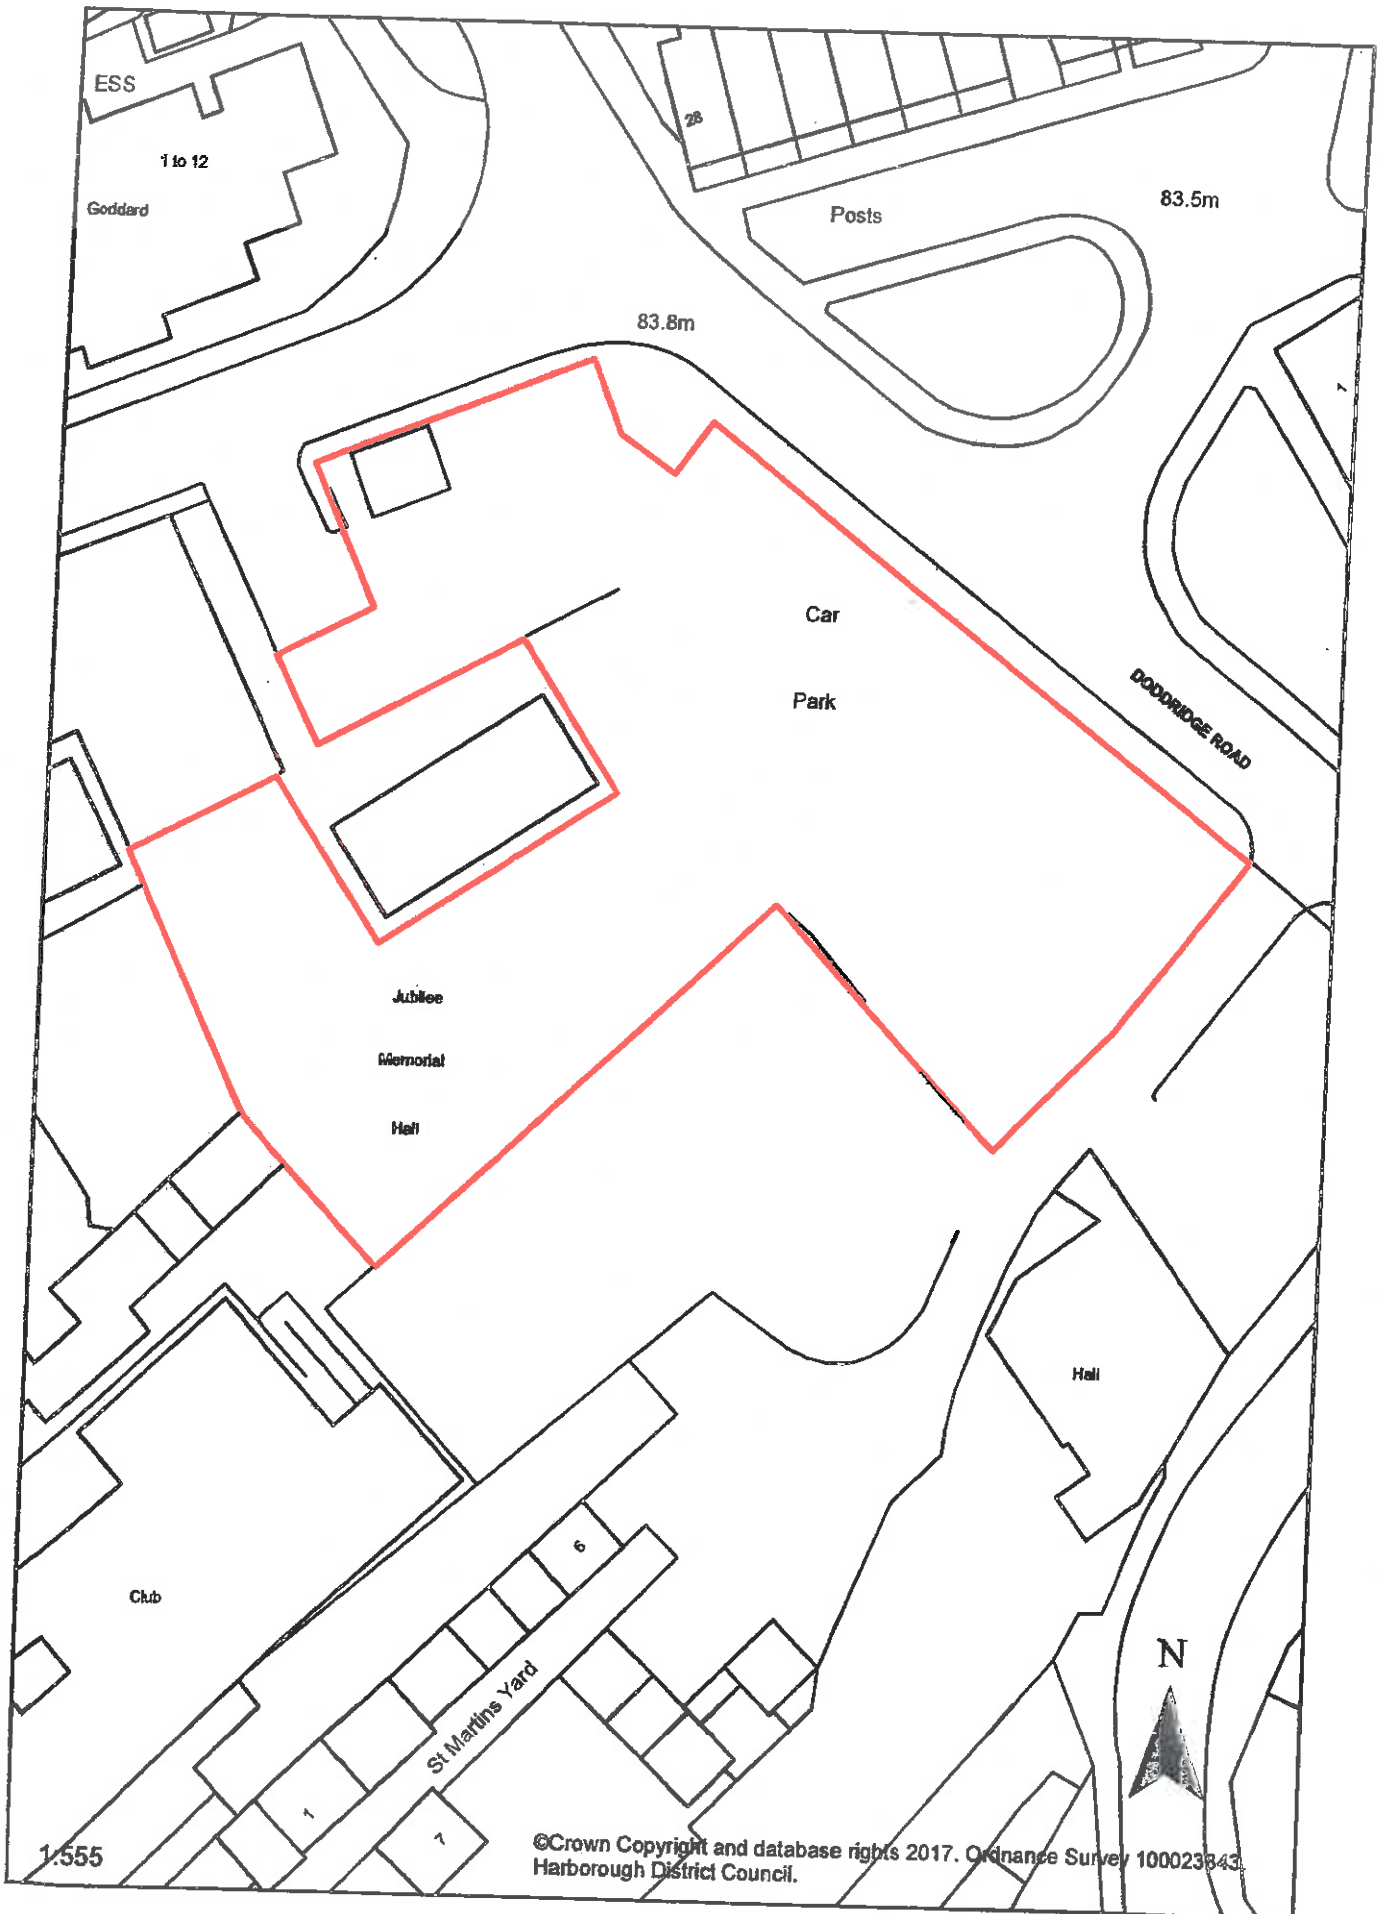 ESS
1 to 12
Goddard
28
Posts
83.5m
83.8m
7
Car
Park
DODDRIDGE ROAD
Jubilee
Memorial
Hall
Hall
Club
6
St Martins Yard
1
7
N
1:555
©Crown Copyright and database rights 2017. Ordnance Survey 100023843.
Harborough District Council.